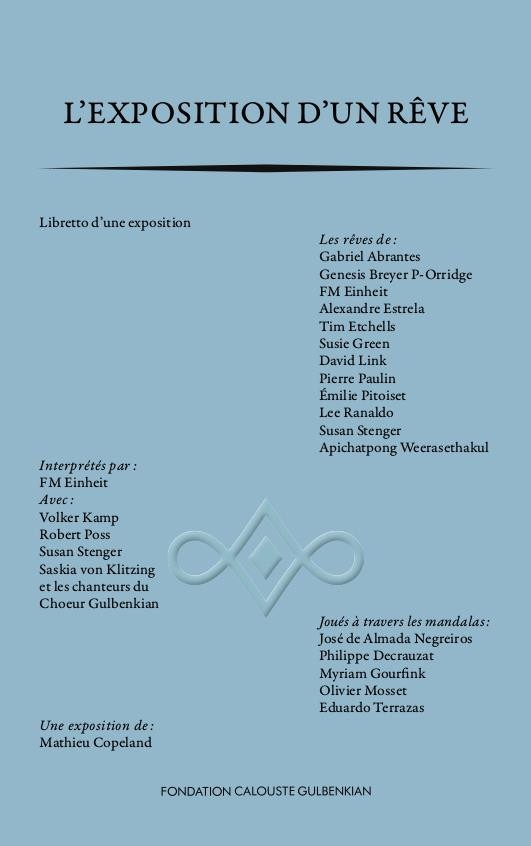 L’EXPOSITION D’UN RÊVE
Libretto d’une exposition
Les rêves de :
Gabriel Abrantes
Genesis Breyer P-Orridge
FM Einheit
Alexandre Estrela
Tim Etchells
Susie Green
David Link
Pierre Paulin
Émilie Pitoiset
Lee Ranaldo
Susan Stenger
Apichatpong Weerasethakul
Interprétés par :
FM Einheit
Avec :
Volker Kamp
Robert Poss
Susan Stenger
Saskia von Klitzing
et les chanteurs du
Choeur Gulbenkian
Joués à travers les mandalas :
José de Almada Negreiros
Philippe Decrauzat
Myriam Gourfink
Olivier Mosset
Eduardo Terrazas
Une exposition de :
Mathieu Copeland
FONDATION CALOUSTE GULBENKIAN